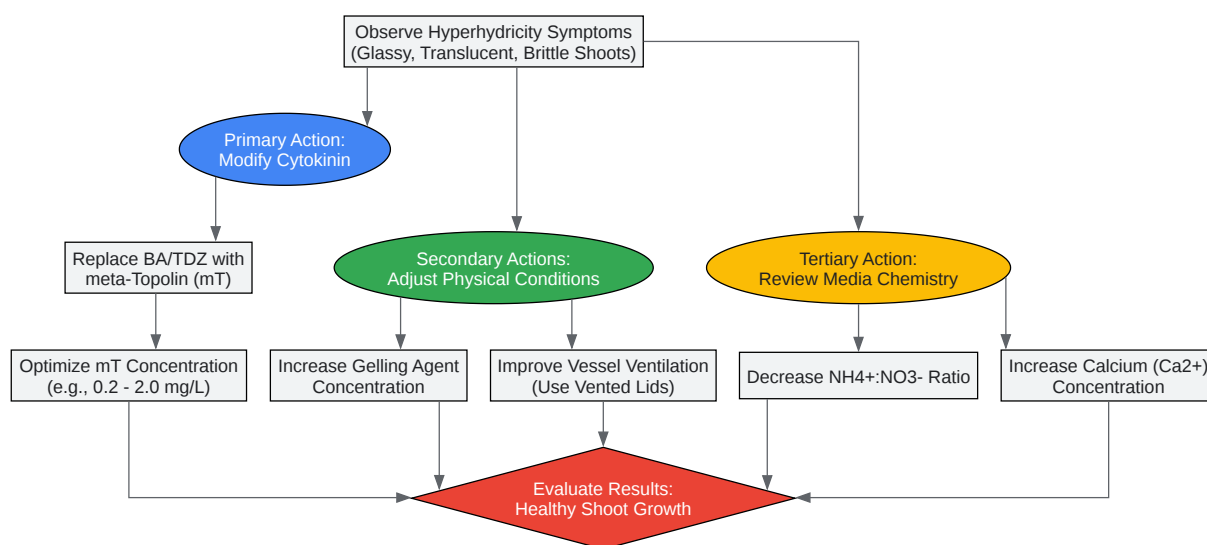 Observe Hyperhydricity Symptoms
(Glassy, Translucent, Brittle Shoots)
Primary Action:
Modify Cytokinin
Replace BA/TDZ with
meta-Topolin (mT)
Secondary Actions:
Adjust Physical Conditions
Tertiary Action:
Review Media Chemistry
Optimize mT Concentration
(e.g., 0.2 - 2.0 mg/L)
Increase Gelling Agent
Concentration
Improve Vessel Ventilation
(Use Vented Lids)
Decrease NH4+:NO3- Ratio
Increase Calcium (Ca2+)
Concentration
Evaluate Results:
Healthy Shoot Growth